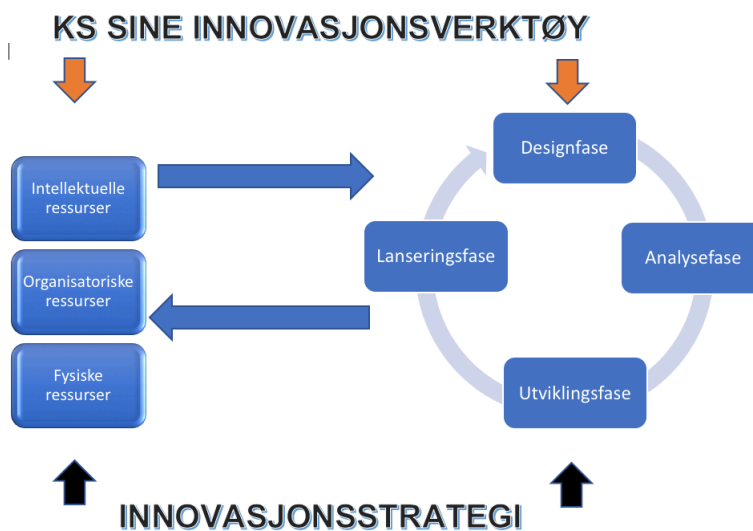 KS SINE INNOVASJONSVERKTØY
Designfase
Intellektuelle
ressurser
Lanseringsfase
Analysefase
Organisatoriske
ressurser
Fysiske
ressurser
Utviklingsfase
INNOVASJONSSTRATEGI